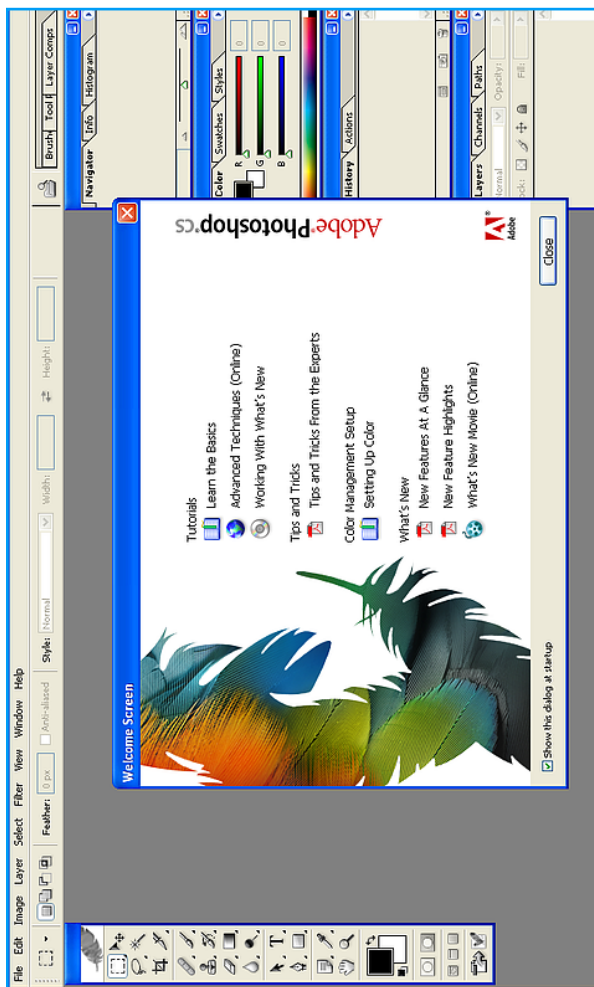 File Edit Image Layer Select Filter View Window Help
Feather: 0 px Anti-aliased Style: Normal Width: Height:
Brush Tool Layer Comps
Navigator Info Histogram
Color Swatches Styles
R 0
G 0
B 0
History Actions
Layers Channels Paths
Normal Opacity:
Lock: Fill:
Welcome Screen
Adobe® Photoshop® CS
Tutorials
Learn the Basics
Advanced Techniques (Online)
Working With What's New
Tips and Tricks
Tips and Tricks From the Experts
Color Management Setup
Setting Up Color
What's New
New Features At A Glance
New Feature Highlights
What's New Movie (Online)
Adobe®
Show this dialog at startup
Close
T